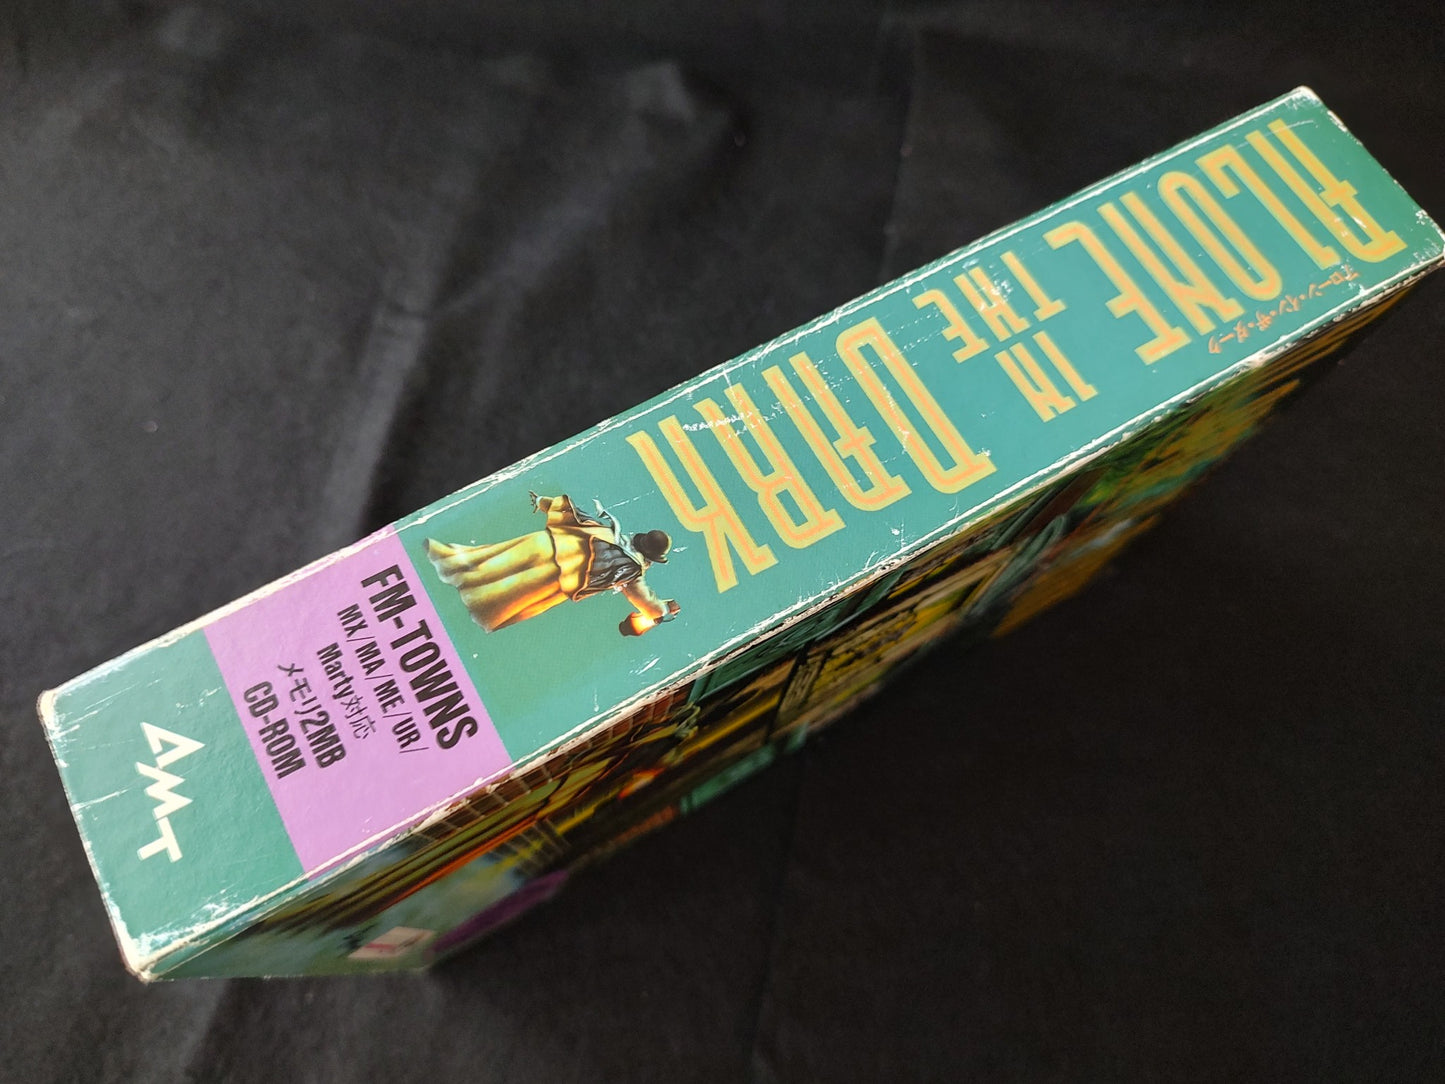 ALONE
IN
THE
DARK
アローン・イン・ザ・ダーク
FM-TOWNS
MX/MA/ME/UR/
Marty対応
メモリ2MB
CD-ROM
AMT